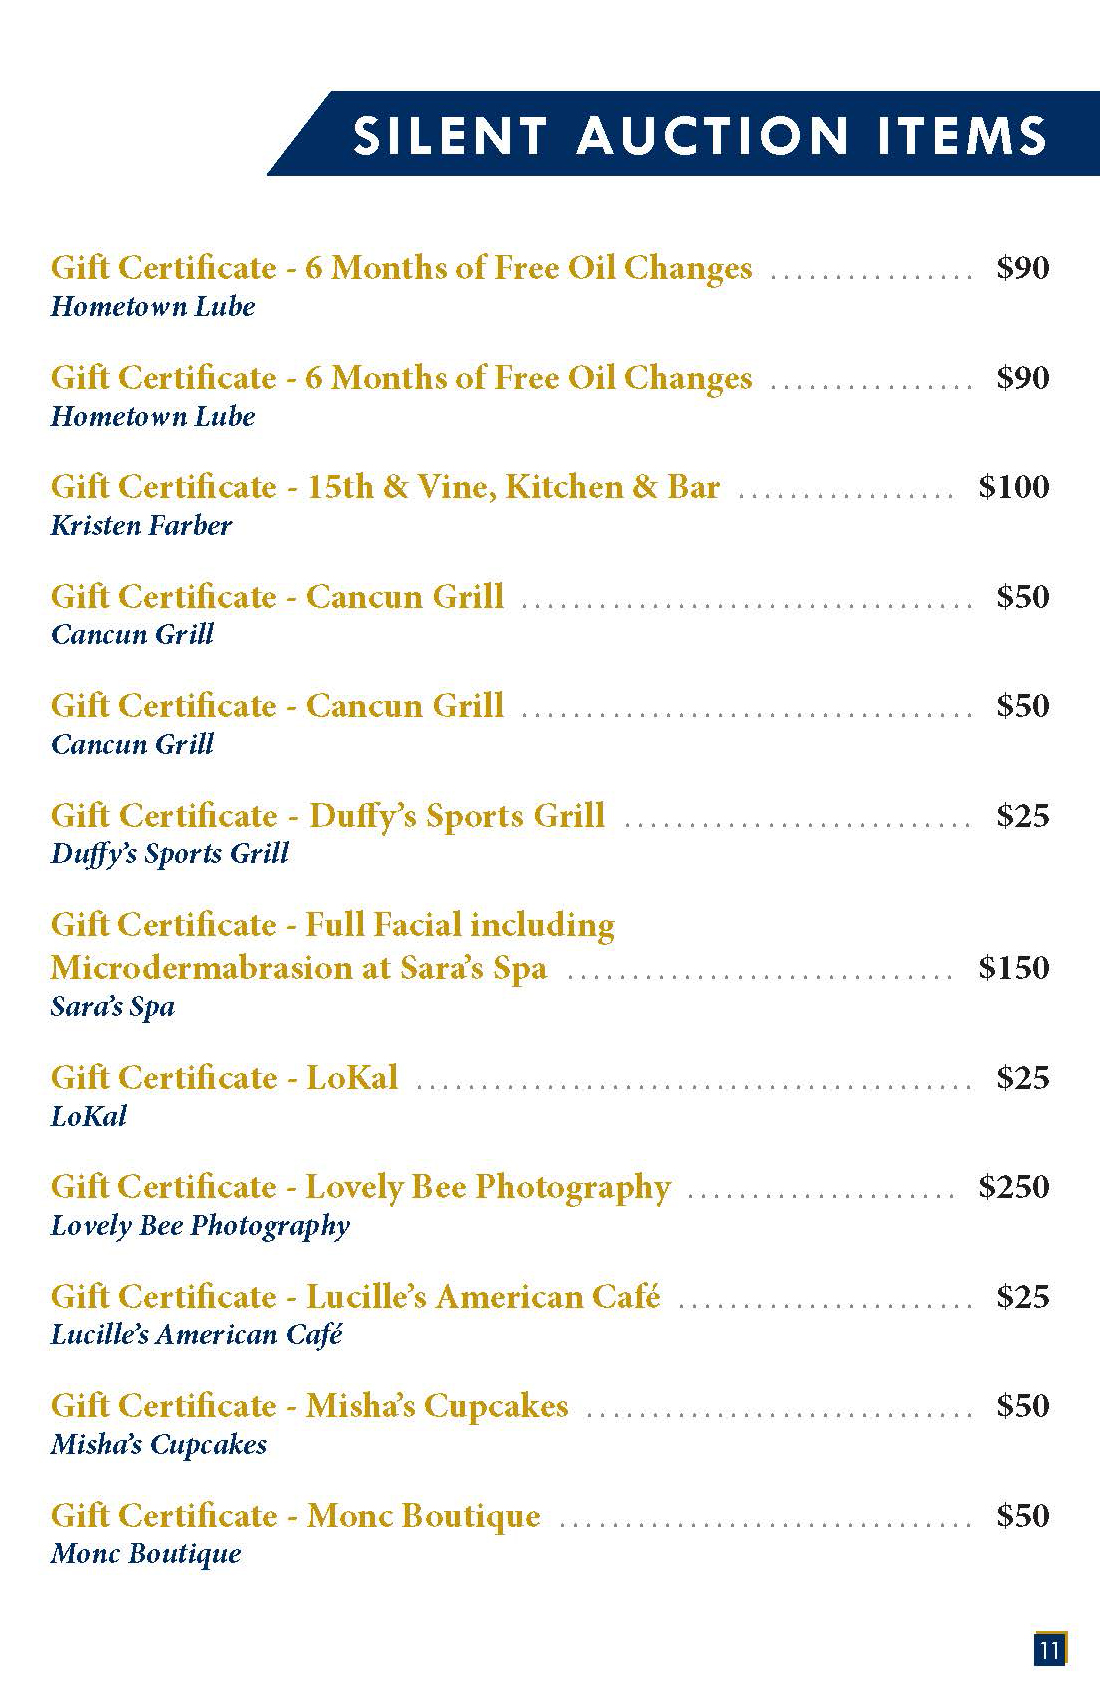 SILENT AUCTION ITEMS
Gift Certificate - 6 Months of Free Oil Changes . . . . . . . . . . . . . . . . $90
Hometown Lube
Gift Certificate - 6 Months of Free Oil Changes . . . . . . . . . . . . . . . . $90
Hometown Lube
Gift Certificate - 15th & Vine, Kitchen & Bar . . . . . . . . . . . . . . . . . $100
Kristen Farber
Gift Certificate - Cancun Grill . . . . . . . . . . . . . . . . . . . . . . . . . . . . . . . . . . . $50
Cancun Grill
Gift Certificate - Cancun Grill . . . . . . . . . . . . . . . . . . . . . . . . . . . . . . . . . . . $50
Cancun Grill
Gift Certificate - Duffy’s Sports Grill . . . . . . . . . . . . . . . . . . . . . . . . . . . $25
Duffy’s Sports Grill
Gift Certificate - Full Facial including
Microdermabrasion at Sara’s Spa . . . . . . . . . . . . . . . . . . . . . . . . . . . . . . $150
Sara’s Spa
Gift Certificate - LoKal . . . . . . . . . . . . . . . . . . . . . . . . . . . . . . . . . . . . . . . . . . . $25
LoKal
Gift Certificate - Lovely Bee Photography . . . . . . . . . . . . . . . . . . . . . $250
Lovely Bee Photography
Gift Certificate - Lucille’s American Café . . . . . . . . . . . . . . . . . . . . . . . $25
Lucille’s American Café
Gift Certificate - Misha’s Cupcakes . . . . . . . . . . . . . . . . . . . . . . . . . . . . . . $50
Misha’s Cupcakes
Gift Certificate - Monc Boutique . . . . . . . . . . . . . . . . . . . . . . . . . . . . . . . . $50
Monc Boutique
11